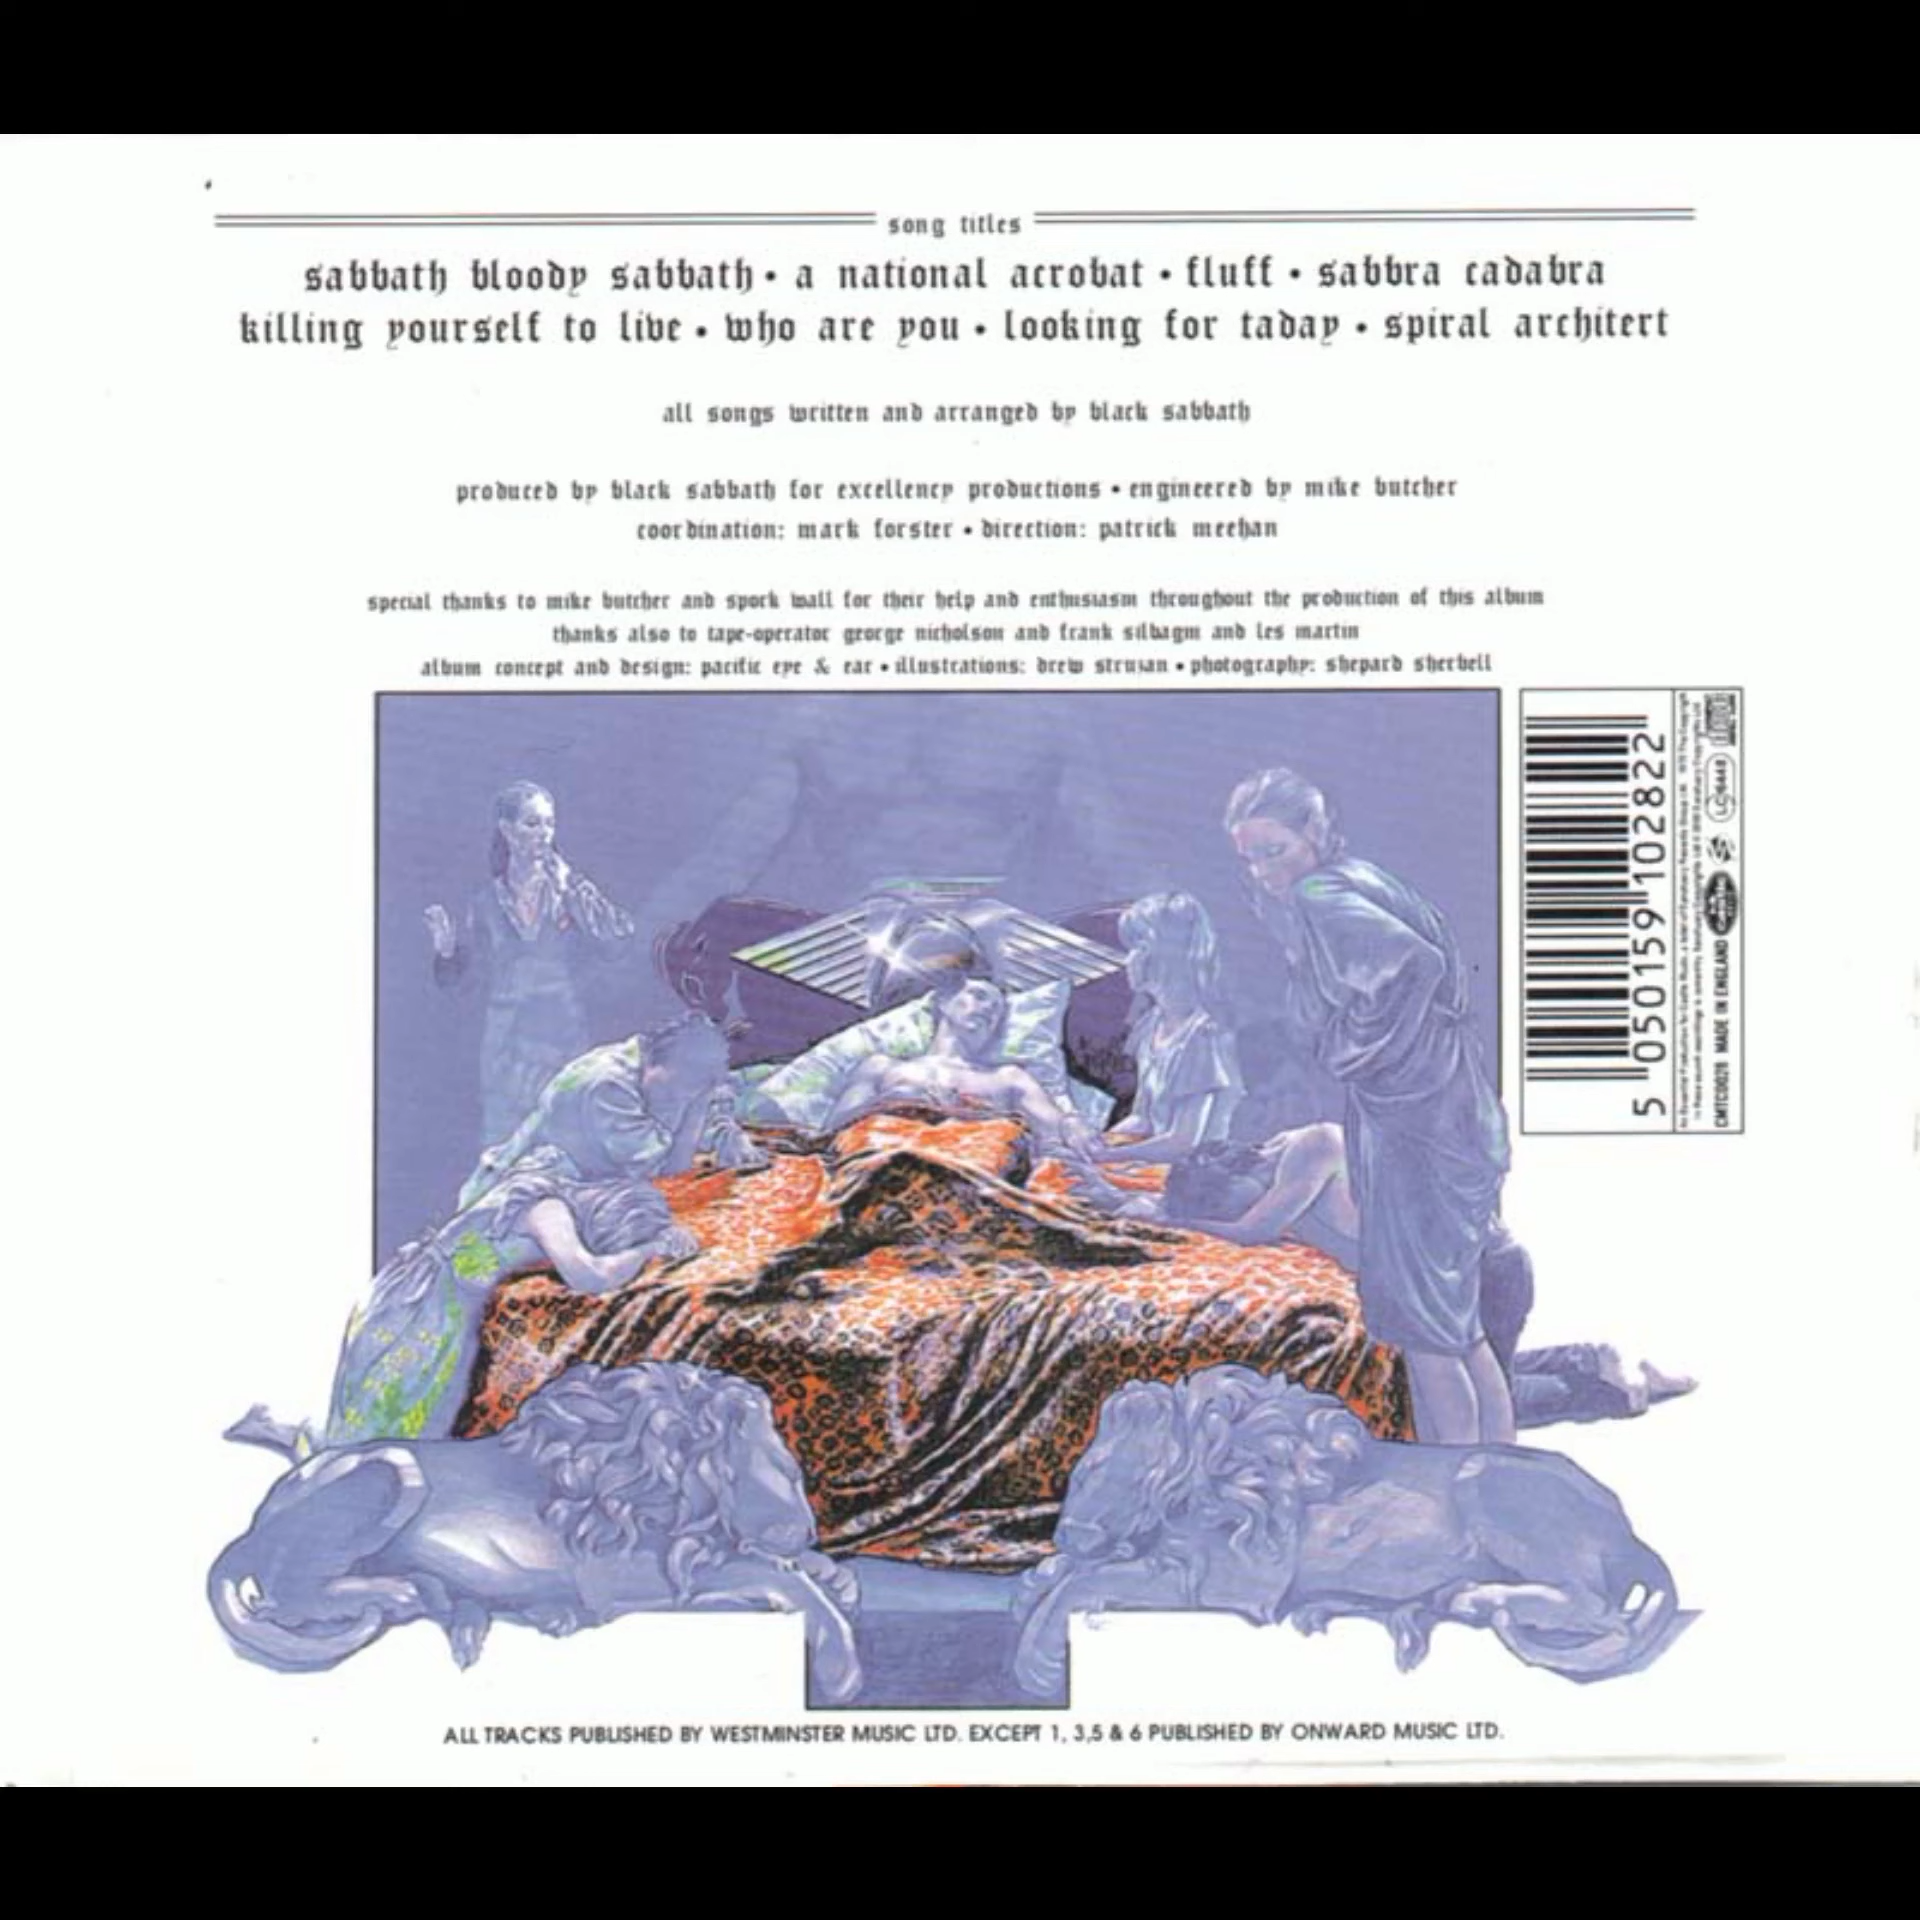 song titles
sabbath bloody sabbath • a national acrobat • fluff • sabbra cadabra
killing yourself to live • who are you • looking for taday • spiral architert
all songs written and arranged by black sabbath
produced by black sabbath for excellency productions • engineered by mike butcher
coordination: mark forster • direction: patrick meehan
special thanks to mike butcher and spock wall for their help and enthusiasm throughout the production of this album
thanks also to tape-operator george nicholson and frank silbagm and les martin
album concept and design: pacific eye & ear • illustrations: drew struzan • photography: shepard sherbell
5 050159 102822
LC 6448
CMTCD028 MADE IN ENGLAND
ALL TRACKS PUBLISHED BY WESTMINSTER MUSIC LTD. EXCEPT 1, 3,5 & 6 PUBLISHED BY ONWARD MUSIC LTD.